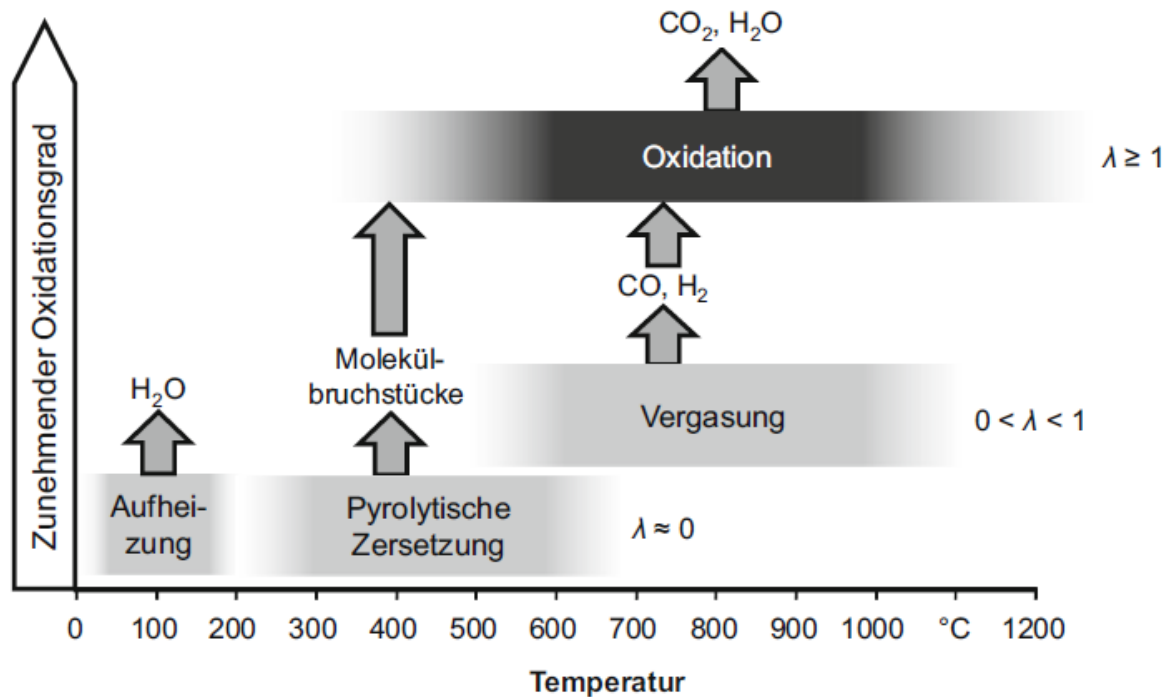 Zunehmender Oxidationsgrad
CO₂, H₂O
Oxidation
λ ≥ 1
CO, H₂
Molekül-
bruchstücke
H₂O
Vergasung
0 < λ < 1
Aufhei-
zung
Pyrolytische
Zersetzung
λ ≈ 0
0 100 200 300 400 500 600 700 800 900 1000 °C 1200
Temperatur